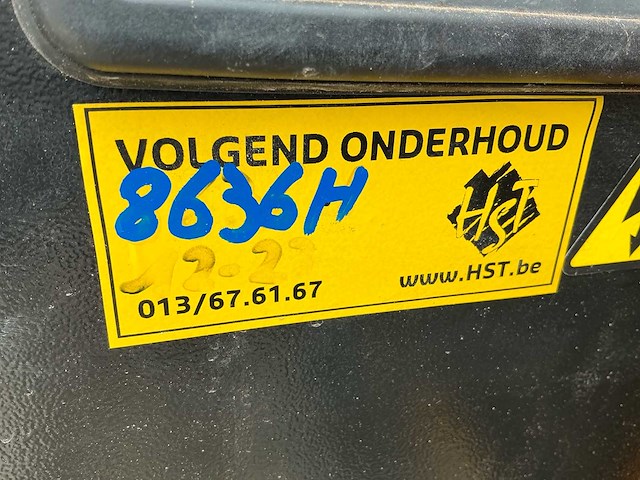 VOLGEND ONDERHOUD
8636H
HST
013/67.61.67
www.HST.be